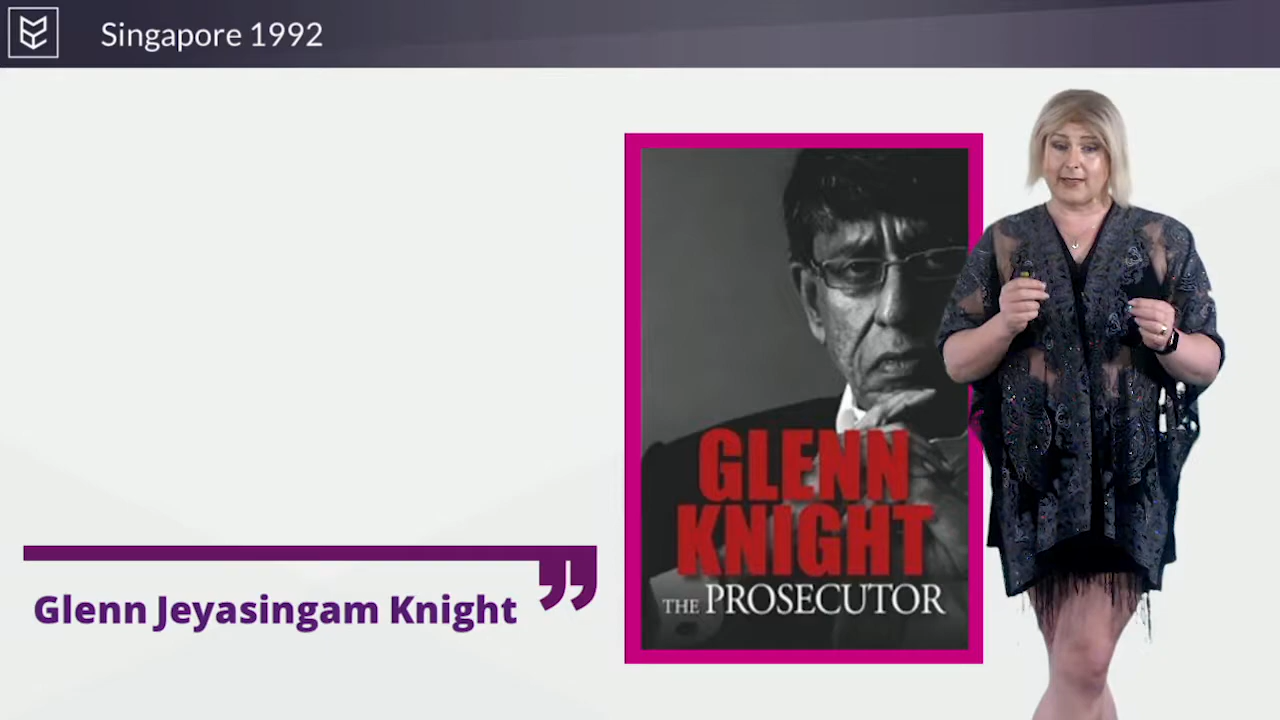 Singapore 1992
GLENN
KNIGHT
THE PROSECUTOR
”
Glenn Jeyasingam Knight